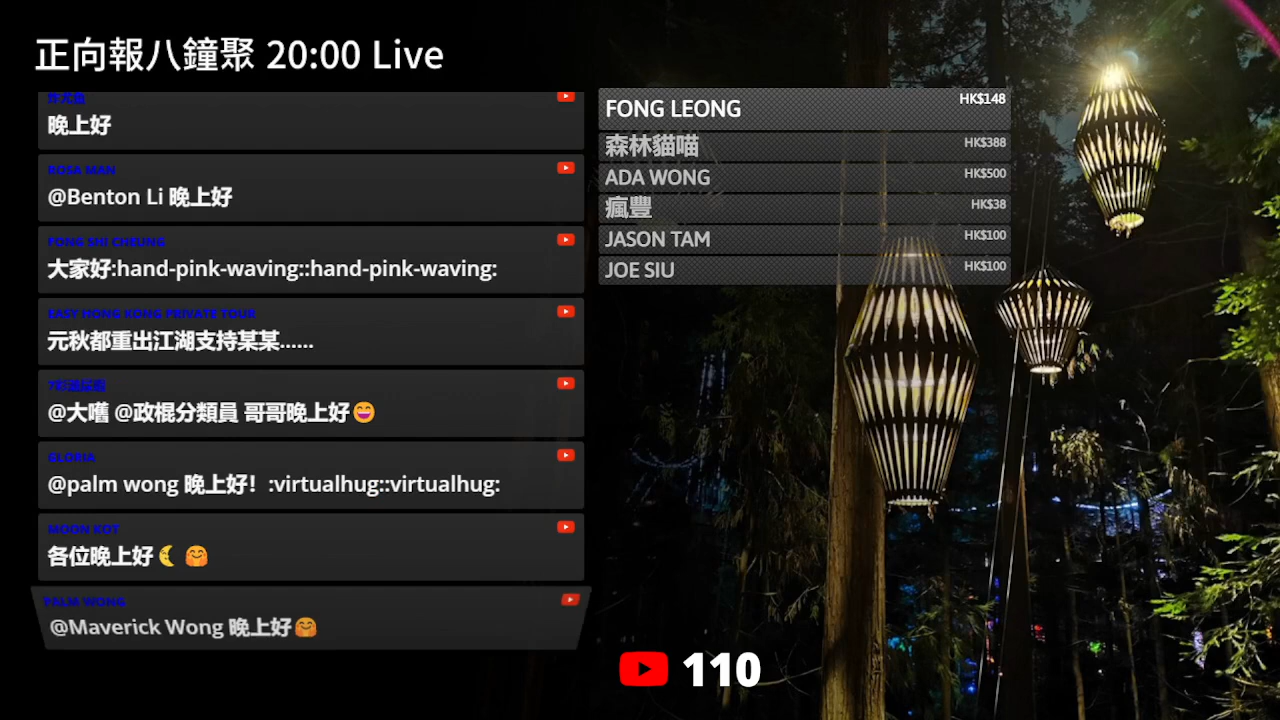 正向報八鐘聚 20:00 Live
晚上好
ROSA MAN
@Benton Li 晚上好
FONG SHI CHEUNG
大家好:hand-pink-waving::hand-pink-waving:
EASY HONG KONG PRIVATE TOUR
元秋都重出江湖支持某某......
@大嚿 @政棍分類員 哥哥晚上好😄
GLORIA
@palm wong 晚上好！:virtualhug::virtualhug:
MOON KOT
各位晚上好🌜🤗
PALM WONG
@Maverick Wong 晚上好🤗
FONG LEONG HK$148
森林貓喵 HK$388
ADA WONG HK$500
瘋豐 HK$38
JASON TAM HK$100
JOE SIU HK$100
110